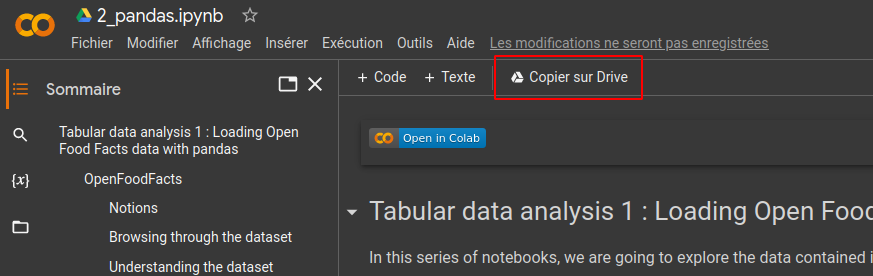 2_pandas.ipynb
Fichier Modifier Affichage Insérer Exécution Outils Aide Les modifications ne seront pas enregistrées
Sommaire
+ Code + Texte Copier sur Drive
Tabular data analysis 1 : Loading Open
Food Facts data with pandas
OpenFoodFacts
Notions
Browsing through the dataset
Understanding the dataset
{x}
CO Open in Colab
Tabular data analysis 1 : Loading Open Food
In this series of notebooks, we are going to explore the data contained i